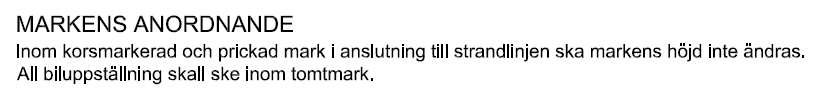 MARKENS ANORDNANDE
Inom korsmarkerad och prickad mark i anslutning till strandlinjen ska markens höjd inte ändras.
All biluppställning skall ske inom tomtmark.